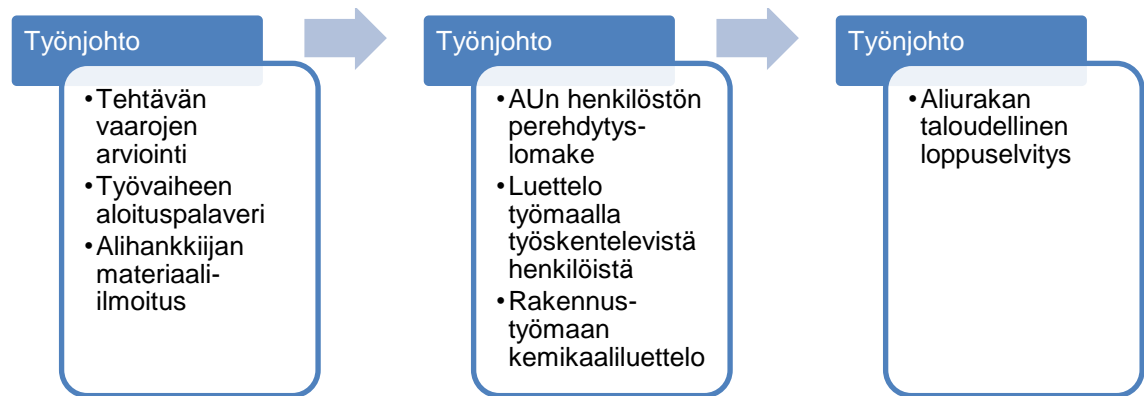 Työnjohto
•Tehtävän
vaarojen
arviointi
•Työvaiheen
aloituspalaveri
•Alihankkiijan
materiaali-
ilmoitus
Työnjohto
•AUn henkilöstön
perehdytys-
lomake
•Luettelo
työmaalla
työskentelevistä
henkilöistä
•Rakennus-
työmaan
kemikaaliluettelo
Työnjohto
•Aliurakan
taloudellinen
loppuselvitys